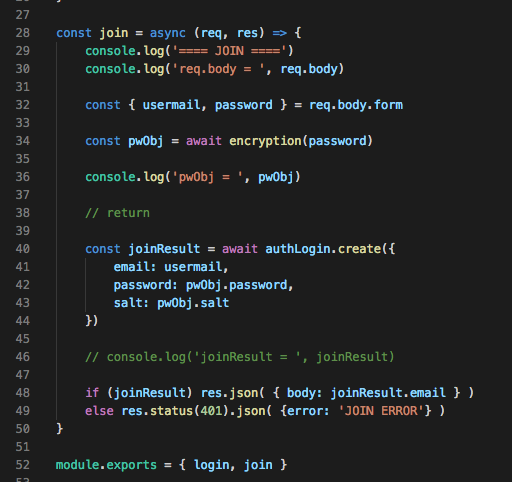 27
28 const join = async (req, res) => {
29 console.log('==== JOIN ====')
30 console.log('req.body = ', req.body)
31
32 const { usermail, password } = req.body.form
33
34 const pwObj = await encryption(password)
35
36 console.log('pwObj = ', pwObj)
37
38 // return
39
40 const joinResult = await authLogin.create({
41 email: usermail,
42 password: pwObj.password,
43 salt: pwObj.salt
44 })
45
46 // console.log('joinResult = ', joinResult)
47
48 if (joinResult) res.json( { body: joinResult.email } )
49 else res.status(401).json( {error: 'JOIN ERROR'} )
50 }
51
52 module.exports = { login, join }